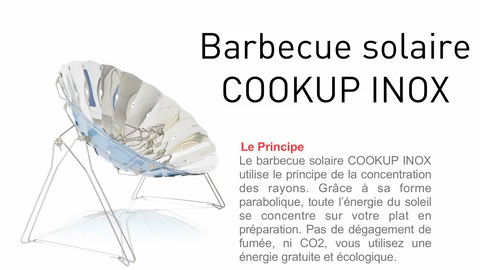 Barbecue solaire
COOKUP INOX
Le Principe
Le barbecue solaire COOKUP INOX
utilise le principe de la concentration
des rayons. Grâce à sa forme
parabolique, toute l'énergie du soleil
se concentre sur votre plat en
préparation. Pas de dégagement de
fumée, ni CO2, vous utilisez une
énergie gratuite et écologique.